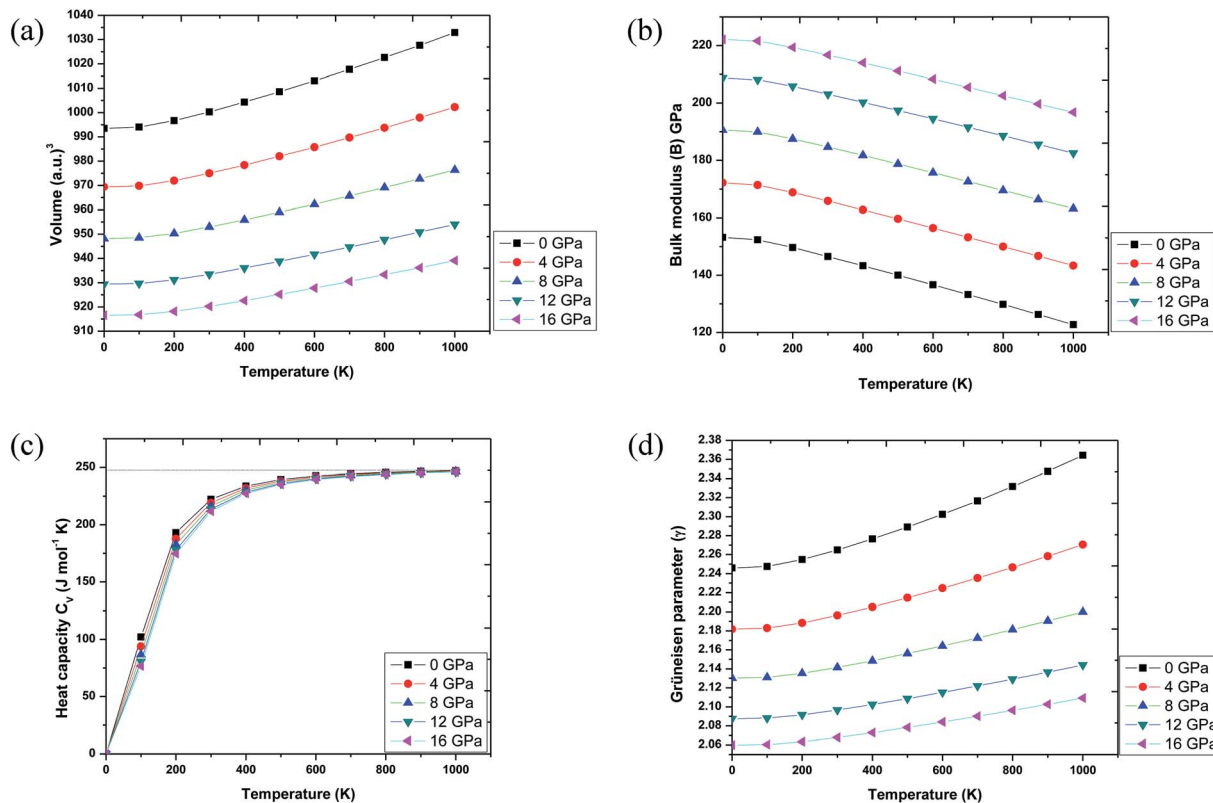 (a)
1040
1030
1020
1010
1000
990
980
970
960
950
940
930
920
910
Volume (a.u.)³
0 200 400 600 800 1000
Temperature (K)
0 GPa
4 GPa
8 GPa
12 GPa
16 GPa
(b)
220
200
180
160
140
120
Bulk modulus (B) GPa
0 200 400 600 800 1000
Temperature (K)
0 GPa
4 GPa
8 GPa
12 GPa
16 GPa
(c)
250
200
150
100
50
0
Heat capacity Cᵥ (J mol⁻¹ K)
0 200 400 600 800 1000
Temperature (K)
0 GPa
4 GPa
8 GPa
12 GPa
16 GPa
(d)
2.38
2.36
2.34
2.33
2.30
2.28
2.26
2.24
2.22
2.20
2.18
2.16
2.14
2.13
2.10
2.08
2.06
Grüneisen parameter (γ)
0 200 400 600 800 1000
Temperature (K)
0 GPa
4 GPa
8 GPa
12 GPa
16 GPa